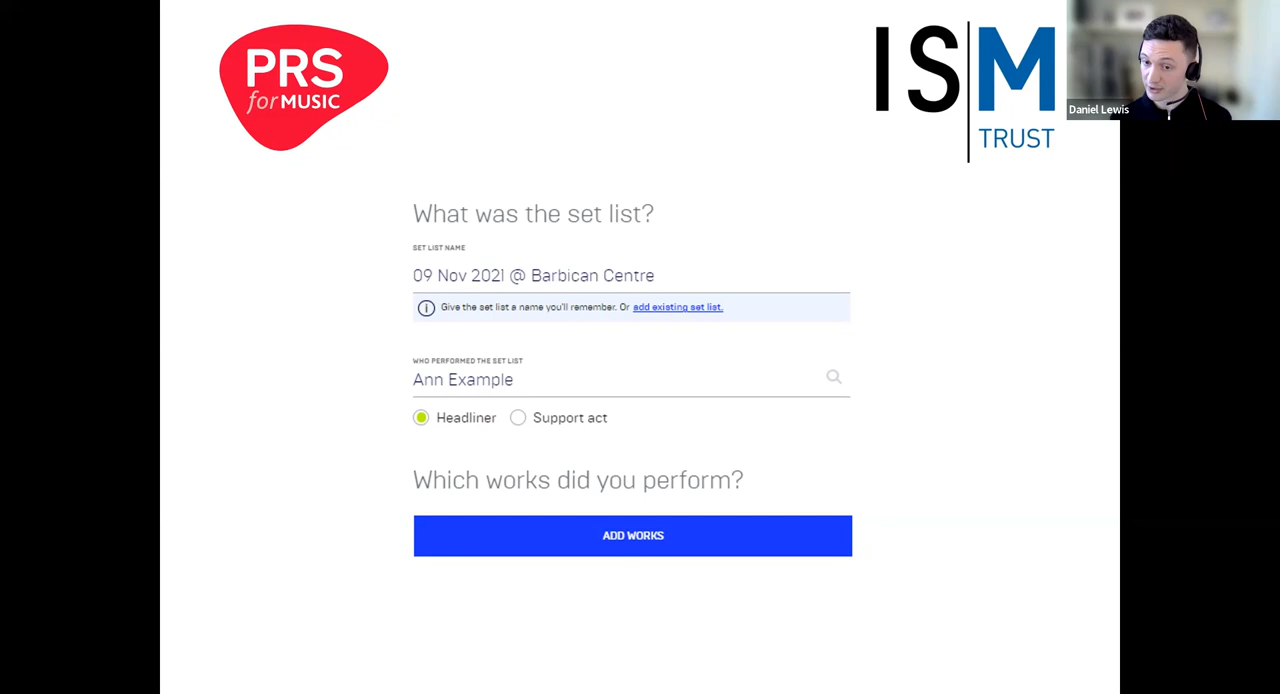 PRS
for MUSIC
ISM
TRUST
Daniel Lewis
What was the set list?
SET LIST NAME
09 Nov 2021 @ Barbican Centre
Give the set list a name you'll remember. Or add existing set list.
WHO PERFORMED THE SET LIST
Ann Example
Headliner Support act
Which works did you perform?
ADD WORKS